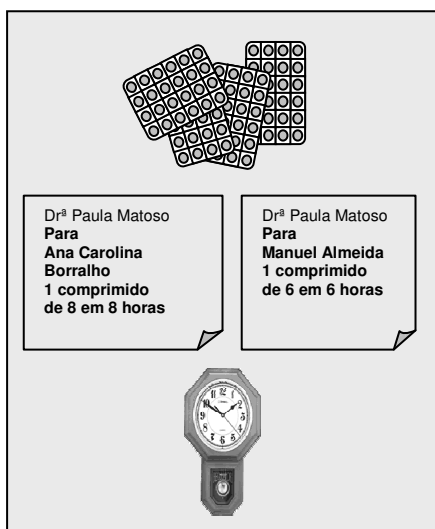 Drª Paula Matoso
Para
Ana Carolina
Borralho
1 comprimido
de 8 em 8 horas
Drª Paula Matoso
Para
Manuel Almeida
1 comprimido
de 6 em 6 horas